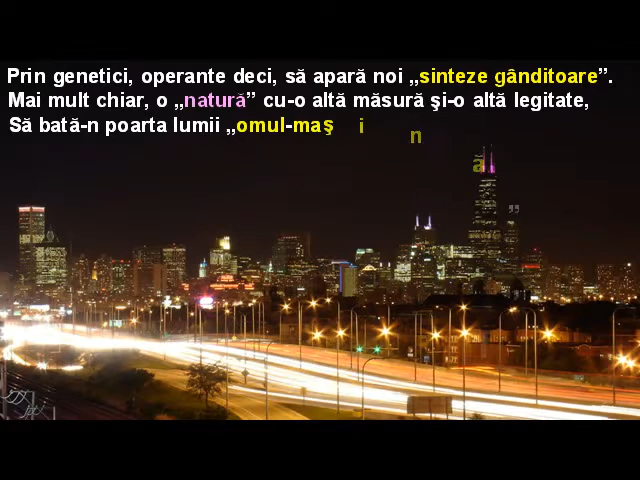 Prin genetici, operante deci, să apară noi „sinteze gânditoare”.
Mai mult chiar, o „natură” cu-o altă măsură şi-o altă legitate,
Să bată-n poarta lumii „omul-maşina”